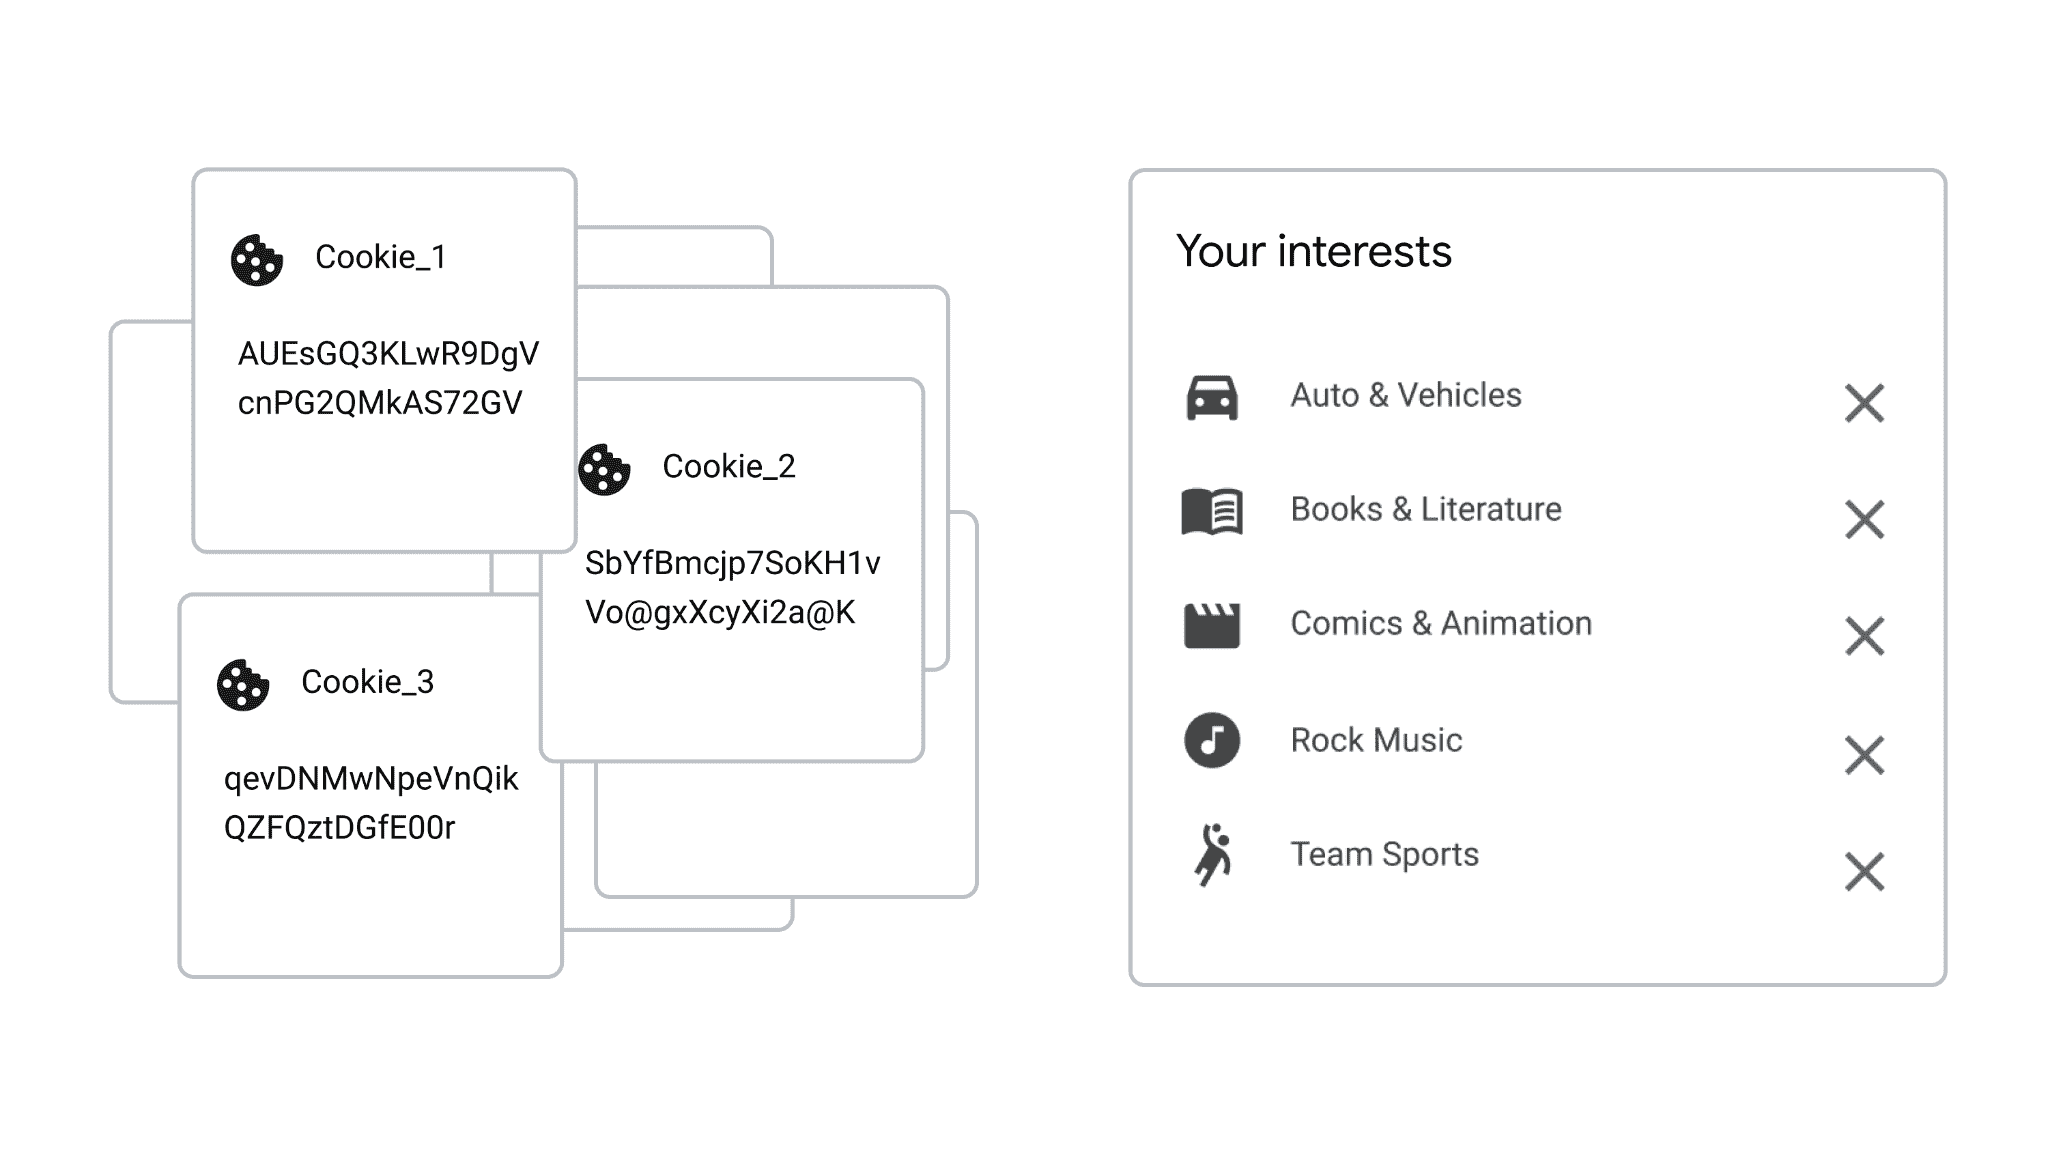 Cookie_1
AUEsGQ3KLwR9DgV
cnPG2QMkAS72GV
Cookie_2
SbYfBmcjp7SoKH1v
Vo@gxXcyXi2a@K
Cookie_3
qevDNMwNpeVnQik
QZFQztDGfE00r
Your interests
Auto & Vehicles
Books & Literature
Comics & Animation
Rock Music
Team Sports